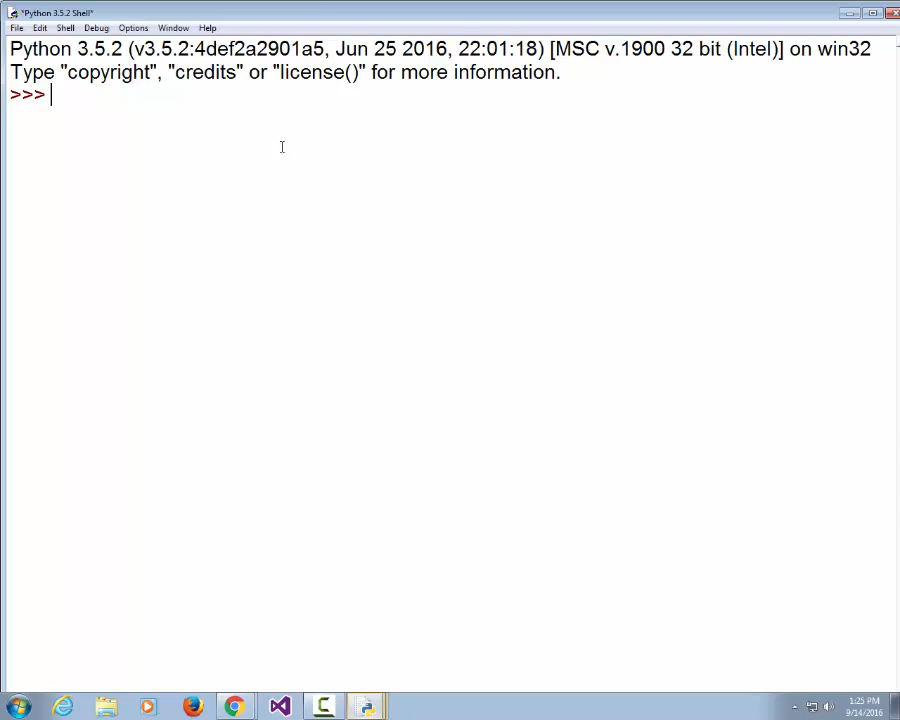 *Python 3.5.2 Shell*
File Edit Shell Debug Options Window Help
Python 3.5.2 (v3.5.2:4def2a2901a5, Jun 25 2016, 22:01:18) [MSC v.1900 32 bit (Intel)] on win32
Type "copyright", "credits" or "license()" for more information.
>>>
1:25 PM
9/14/2016